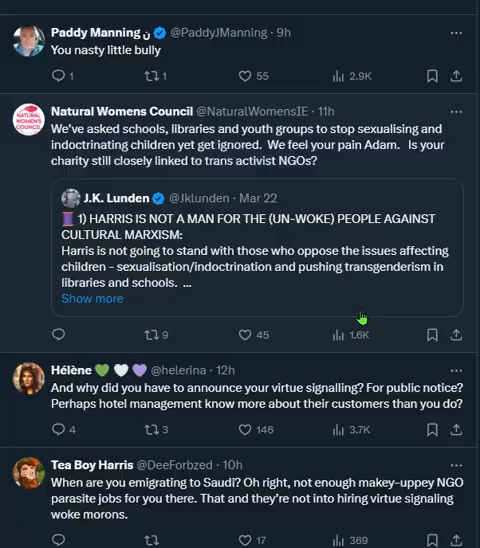 Paddy Manning ن @PaddyJManning · 9h
You nasty little bully
1 1 55 2.9K
NATURAL WOMEN'S COUNCIL
Natural Womens Council @NaturalWomensIE · 11h
We've asked schools, libraries and youth groups to stop sexualising and
indoctrinating children yet get ignored. We feel your pain Adam. Is your
charity still closely linked to trans activist NGOs?
J.K. Lunden @Jklunden · Mar 22
🧵 1) HARRIS IS NOT A MAN FOR THE (UN-WOKE) PEOPLE AGAINST
CULTURAL MARXISM:
Harris is not going to stand with those who oppose the issues affecting
children - sexualisation/indoctrination and pushing transgenderism in
libraries and schools. ...
Show more
9 45 1.6K
Hélène 💚 🤍 💜 @helerina · 12h
And why did you have to announce your virtue signalling? For public notice?
Perhaps hotel management know more about their customers than you do?
4 3 146 3.7K
Tea Boy Harris @DeeForbzed · 10h
When are you emigrating to Saudi? Oh right, not enough makey-uppey NGO
parasite jobs for you there. That and they're not into hiring virtue signaling
woke morons.
17 369